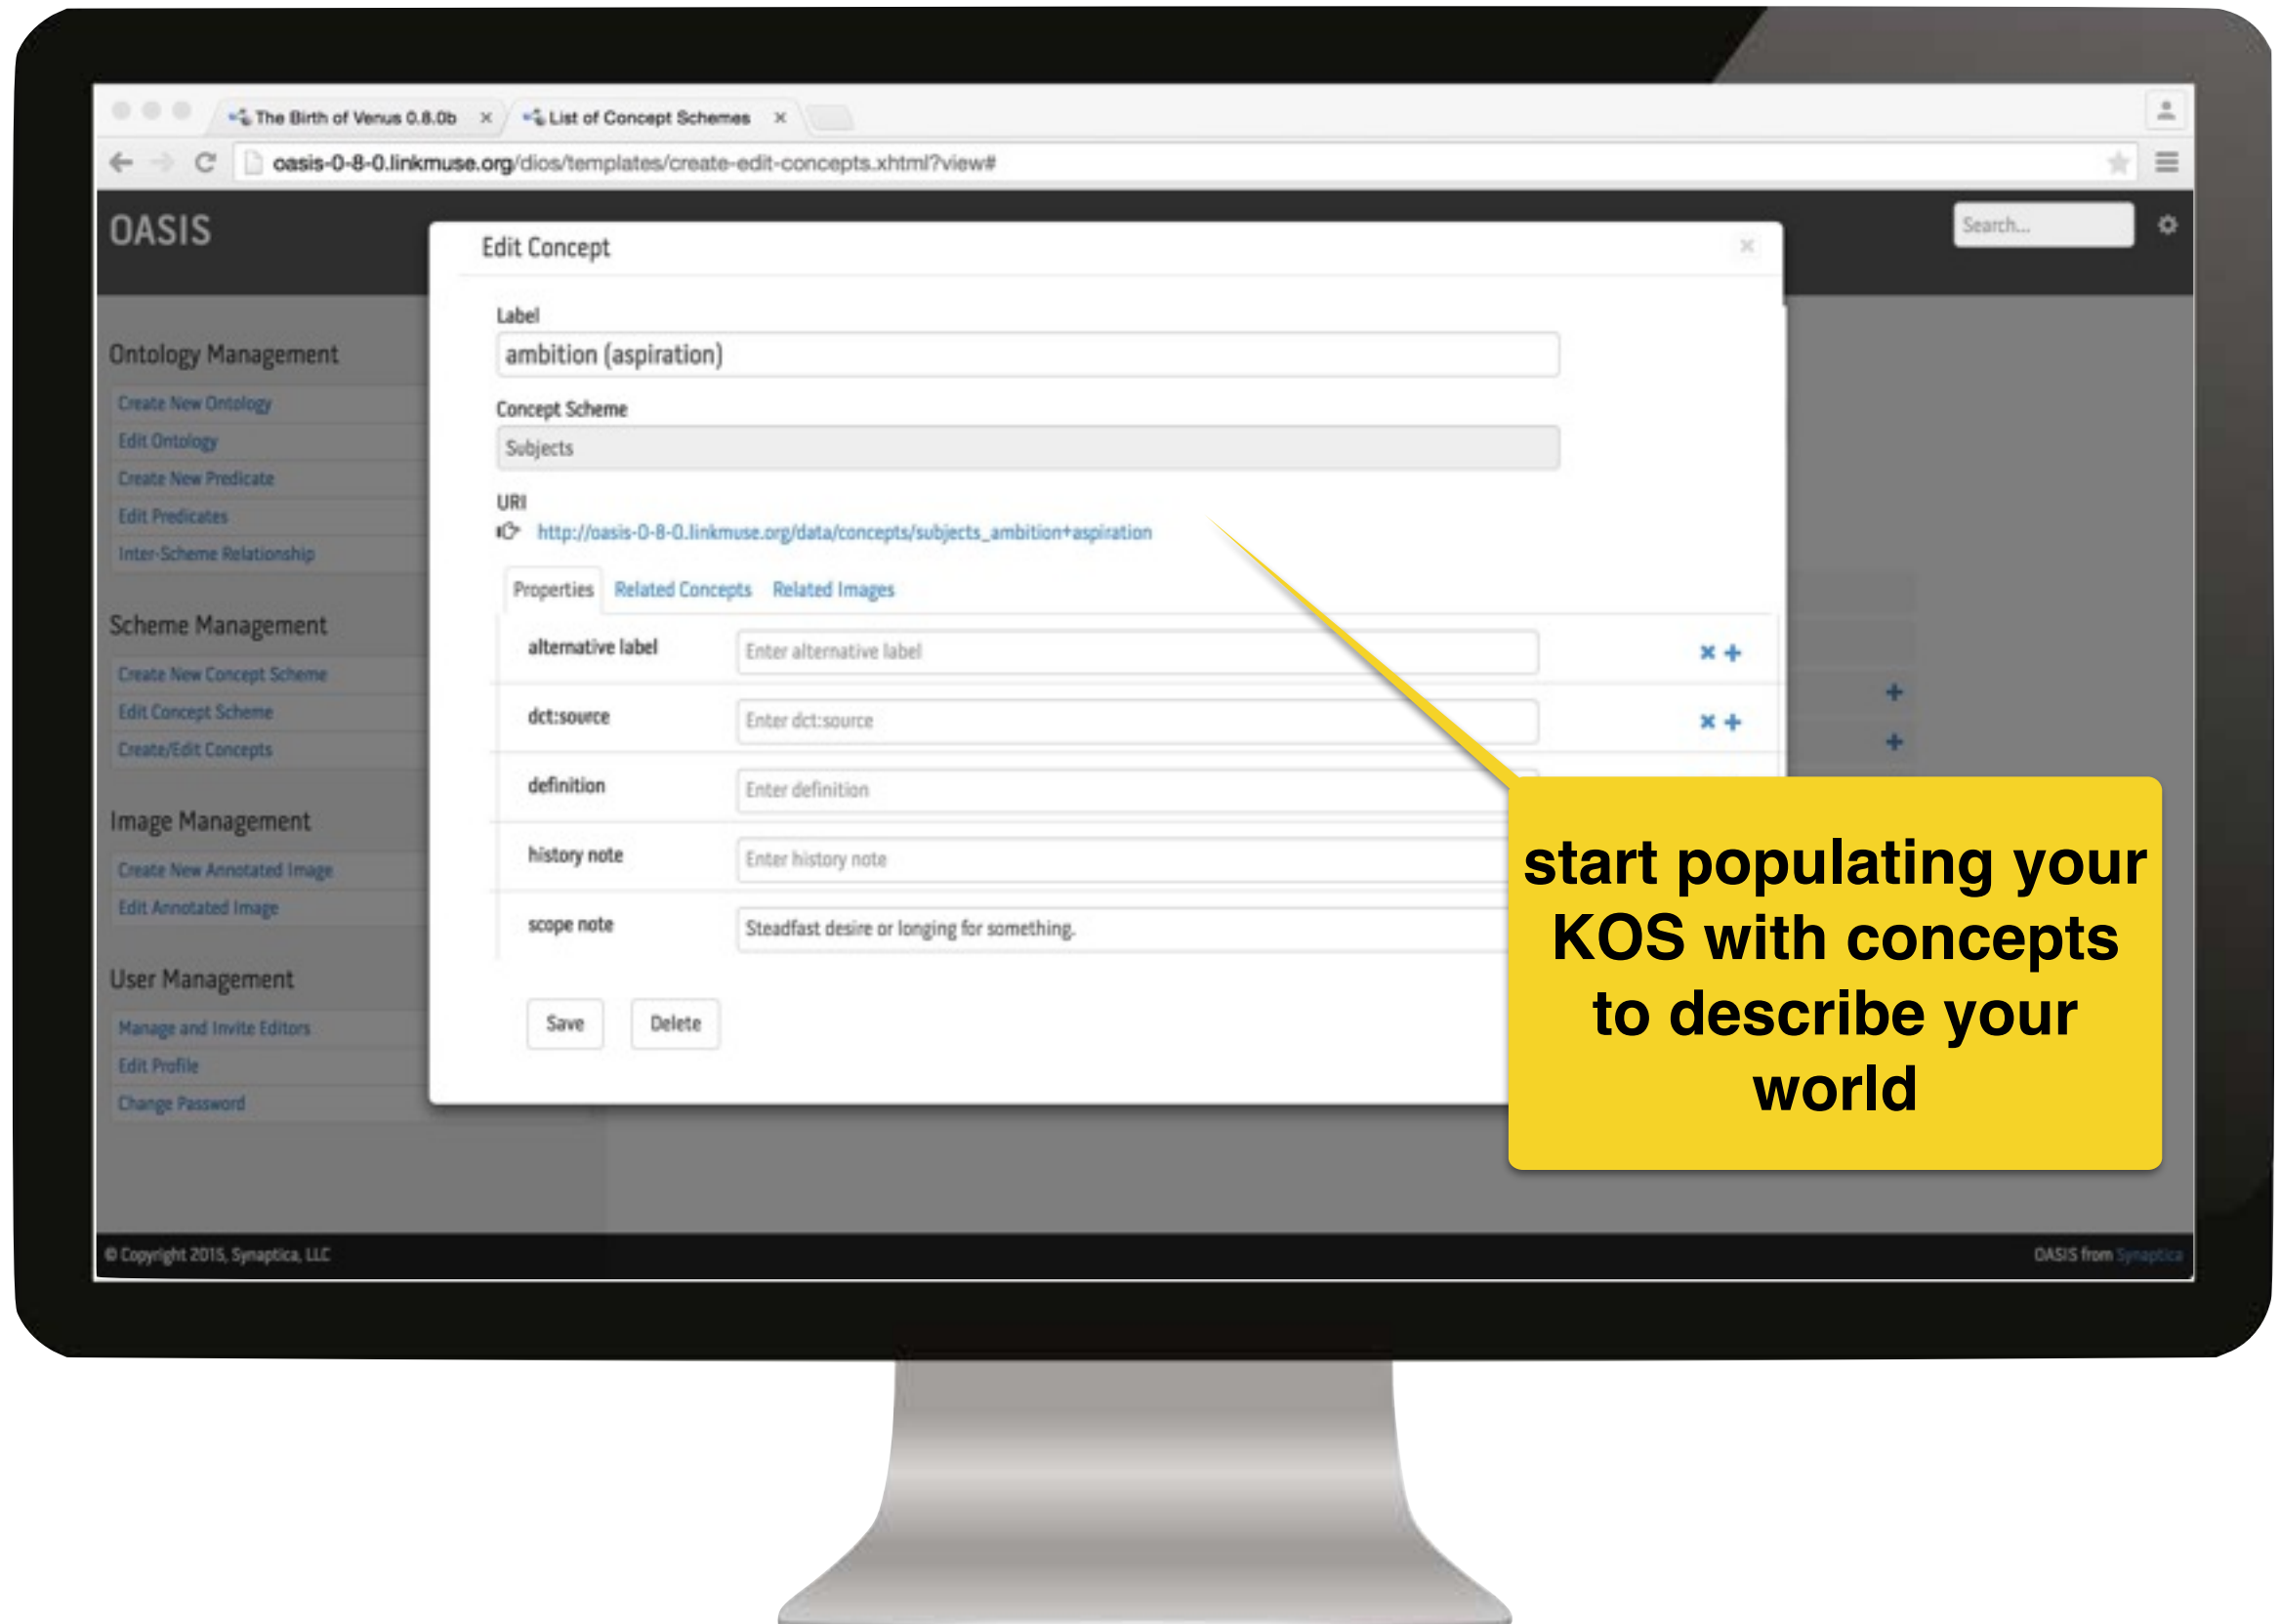 The Birth of Venus 0.8.0b
List of Concept Schemes
oasis-0-8-0.linkmuse.org/dios/templates/create-edit-concepts.xhtml?view#
OASIS
Search...
Edit Concept
Label
ambition (aspiration)
Concept Scheme
Subjects
URI
http://oasis-0-8-0.linkmuse.org/data/concepts/subjects_ambition+aspiration
Properties Related Concepts Related Images
alternative label Enter alternative label
dct:source Enter dct:source
definition Enter definition
history note Enter history note
scope note Steadfast desire or longing for something.
Save Delete
Ontology Management
Create New Ontology
Edit Ontology
Create New Predicate
Edit Predicates
Inter-Scheme Relationship
Scheme Management
Create New Concept Scheme
Edit Concept Scheme
Create/Edit Concepts
Image Management
Create New Annotated Image
Edit Annotated Image
User Management
Manage and Invite Editors
Edit Profile
Change Password
start populating your
KOS with concepts
to describe your
world
© Copyright 2015, Synaptica, LLC
OASIS from Synaptica